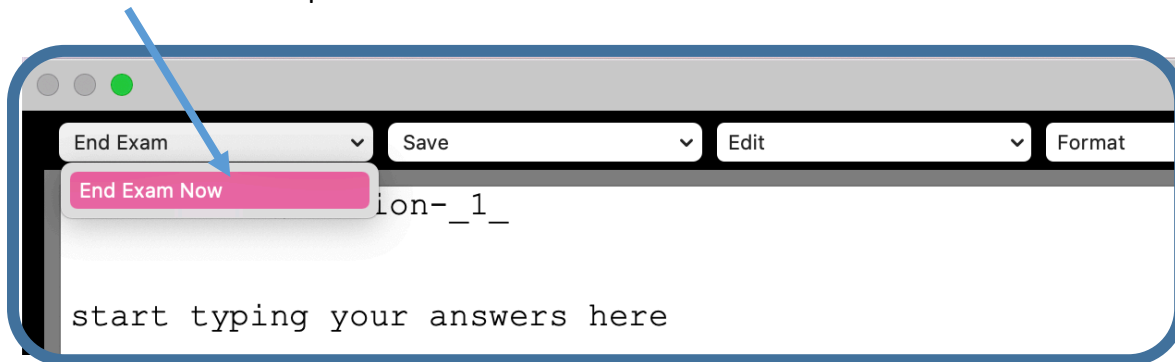 End Exam Save Edit Format
End Exam Now
ion-_1_
start typing your answers here